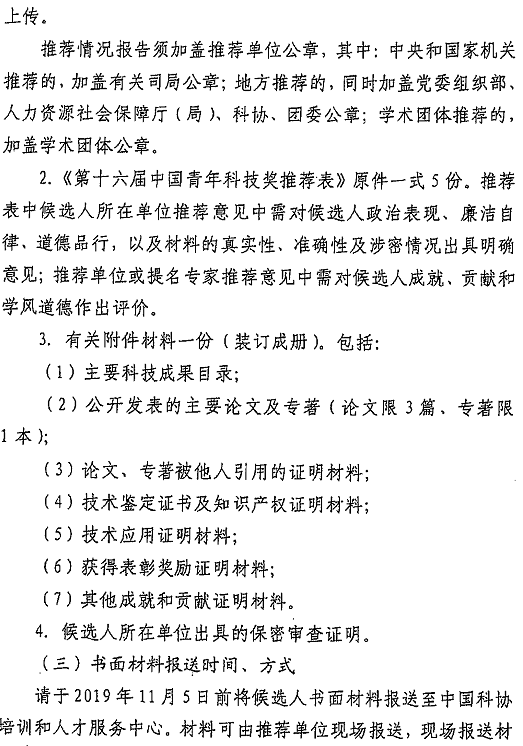 上传。
推荐情况报告须加盖推荐单位公章，其中：中央和国家机关
推荐的，加盖有关司局公章；地方推荐的，同时加盖党委组织部、
人力资源社会保障厅（局）、科协、团委公章；学术团体推荐的，
加盖学术团体公章。
2.《第十六届中国青年科技奖推荐表》原件一式 5 份。推荐
表中候选人所在单位推荐意见中需对候选人政治表现、廉洁自
律、道德品行，以及材料的真实性、准确性及涉密情况出具明确
意见；推荐单位或提名专家推荐意见中需对候选人成就、贡献和
学风道德作出评价。
3. 有关附件材料一份（装订成册）。包括：
（1）主要科技成果目录；
（2）公开发表的主要论文及专著（论文限 3 篇、专著限
1 本）；
（3）论文、专著被他人引用的证明材料；
（4）技术鉴定证书及知识产权证明材料；
（5）技术应用证明材料；
（6）获得表彰奖励证明材料；
（7）其他成就和贡献证明材料。
4. 候选人所在单位出具的保密审查证明。
（三）书面材料报送时间、方式
请于 2019 年 11 月 5 日前将候选人书面材料报送至中国科协
培训和人才服务中心。材料可由推荐单位现场报送，现场报送材